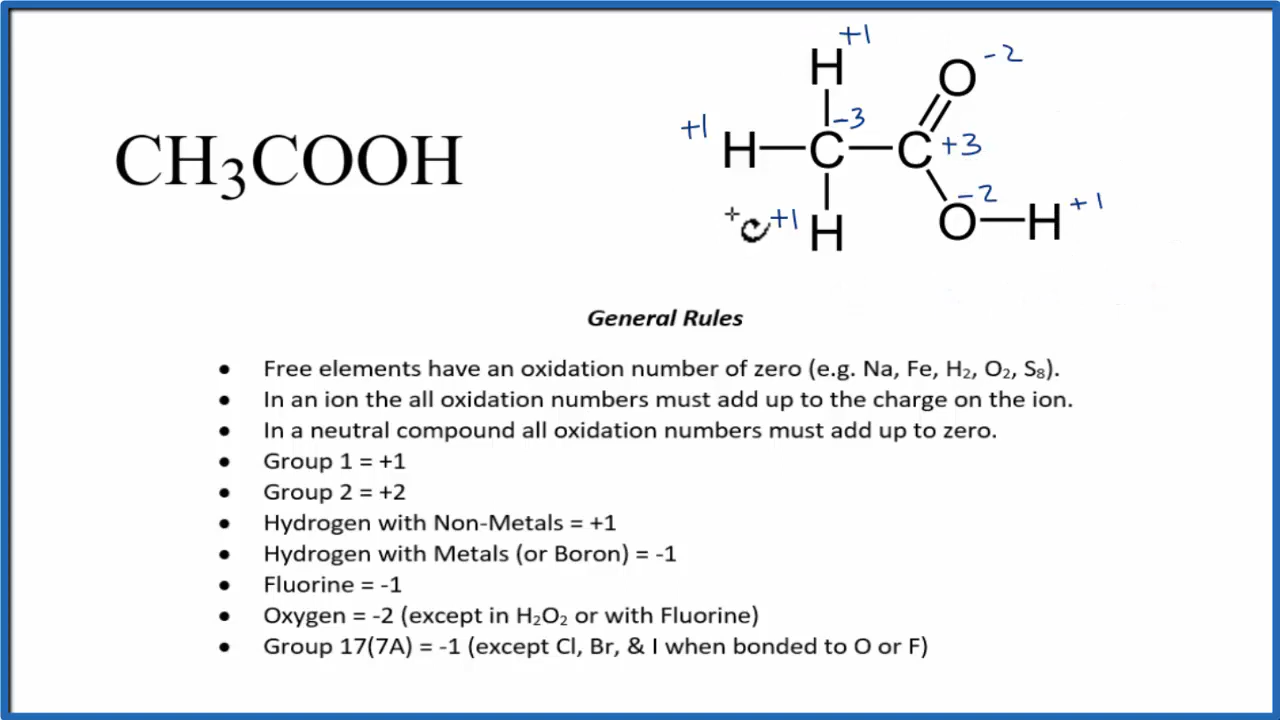 CH₃COOH
+1
H
O -2
+1 H C -3 C +3
+1 H O -2 H +1
General Rules
• Free elements have an oxidation number of zero (e.g. Na, Fe, H₂, O₂, S₈).
• In an ion the all oxidation numbers must add up to the charge on the ion.
• In a neutral compound all oxidation numbers must add up to zero.
• Group 1 = +1
• Group 2 = +2
• Hydrogen with Non-Metals = +1
• Hydrogen with Metals (or Boron) = -1
• Fluorine = -1
• Oxygen = -2 (except in H₂O₂ or with Fluorine)
• Group 17(7A) = -1 (except Cl, Br, & I when bonded to O or F)